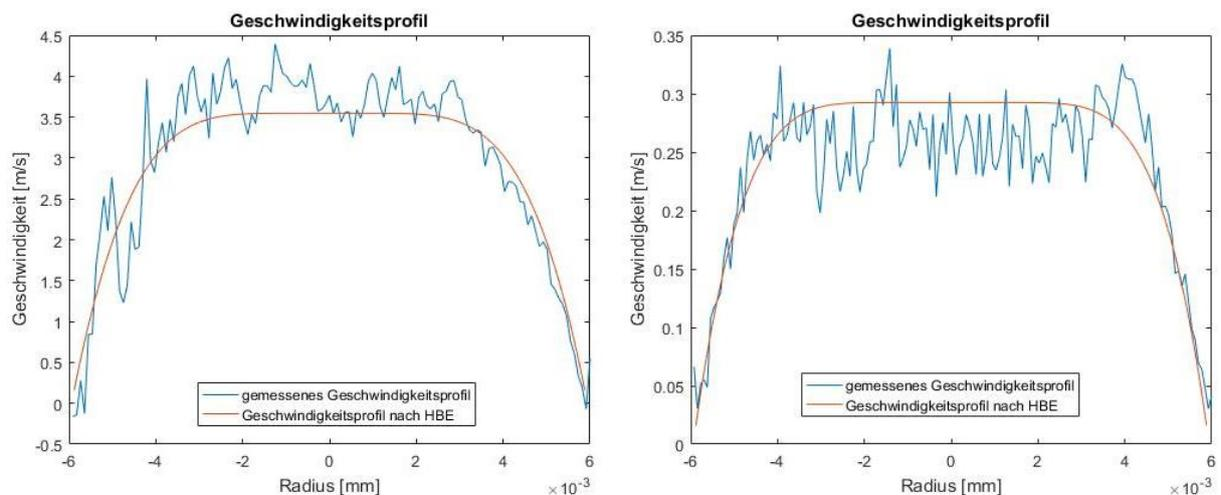 Geschwindigkeitsprofil
4.5
4
3.5
3
2.5
2
1.5
1
0.5
0
-0.5
Geschwindigkeit [m/s]
gemessenes Geschwindigkeitsprofil
Geschwindigkeitsprofil nach HBE
-6 -4 -2 0 2 4 6
Radius [mm]
×10⁻³
Geschwindigkeitsprofil
0.35
0.3
0.25
0.2
0.15
0.1
0.05
0
Geschwindigkeit [m/s]
gemessenes Geschwindigkeitsprofil
Geschwindigkeitsprofil nach HBE
-6 -4 -2 0 2 4 6
Radius [mm]
×10⁻³